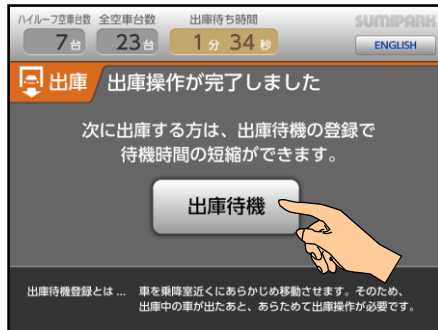 ハイルーフ空車台数 全空車台数 出庫待ち時間 SUMIPARK
7台 23台 1分 34秒 ENGLISH
出庫 出庫操作が完了しました
次に出庫する方は、出庫待機の登録で
待機時間の短縮ができます。
出庫待機
出庫待機登録とは … 車を乗降室近くにあらかじめ移動させます。そのため、
出庫中の車が出たあと、あらためて出庫操作が必要です。